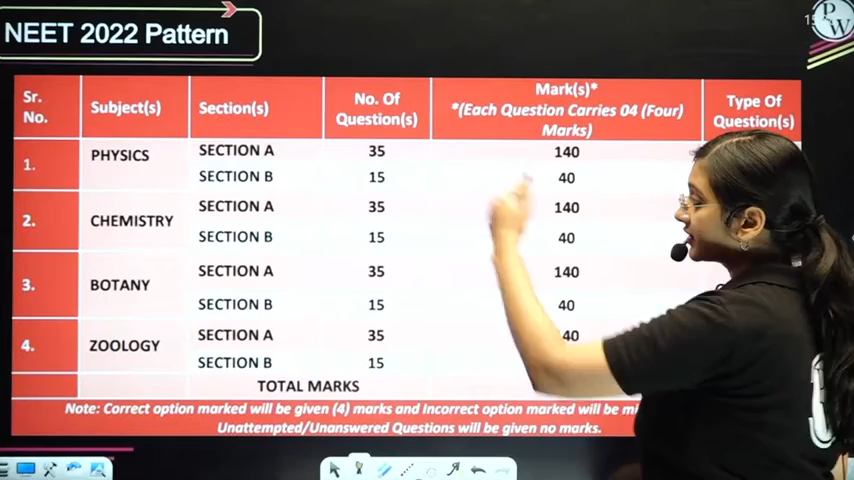 NEET 2022 Pattern
Sr. No. Subject(s) Section(s) No. Of Question(s) Mark(s)* *(Each Question Carries 04 (Four) Marks) Type Of Question(s)
1. PHYSICS SECTION A 35 140
SECTION B 15 40
2. CHEMISTRY SECTION A 35 140
SECTION B 15 40
3. BOTANY SECTION A 35 140
SECTION B 15 40
4. ZOOLOGY SECTION A 35 40
SECTION B 15
TOTAL MARKS
Note: Correct option marked will be given (4) marks and Incorrect option marked will be
Unattempted/Unanswered Questions will be given no marks.
P
W